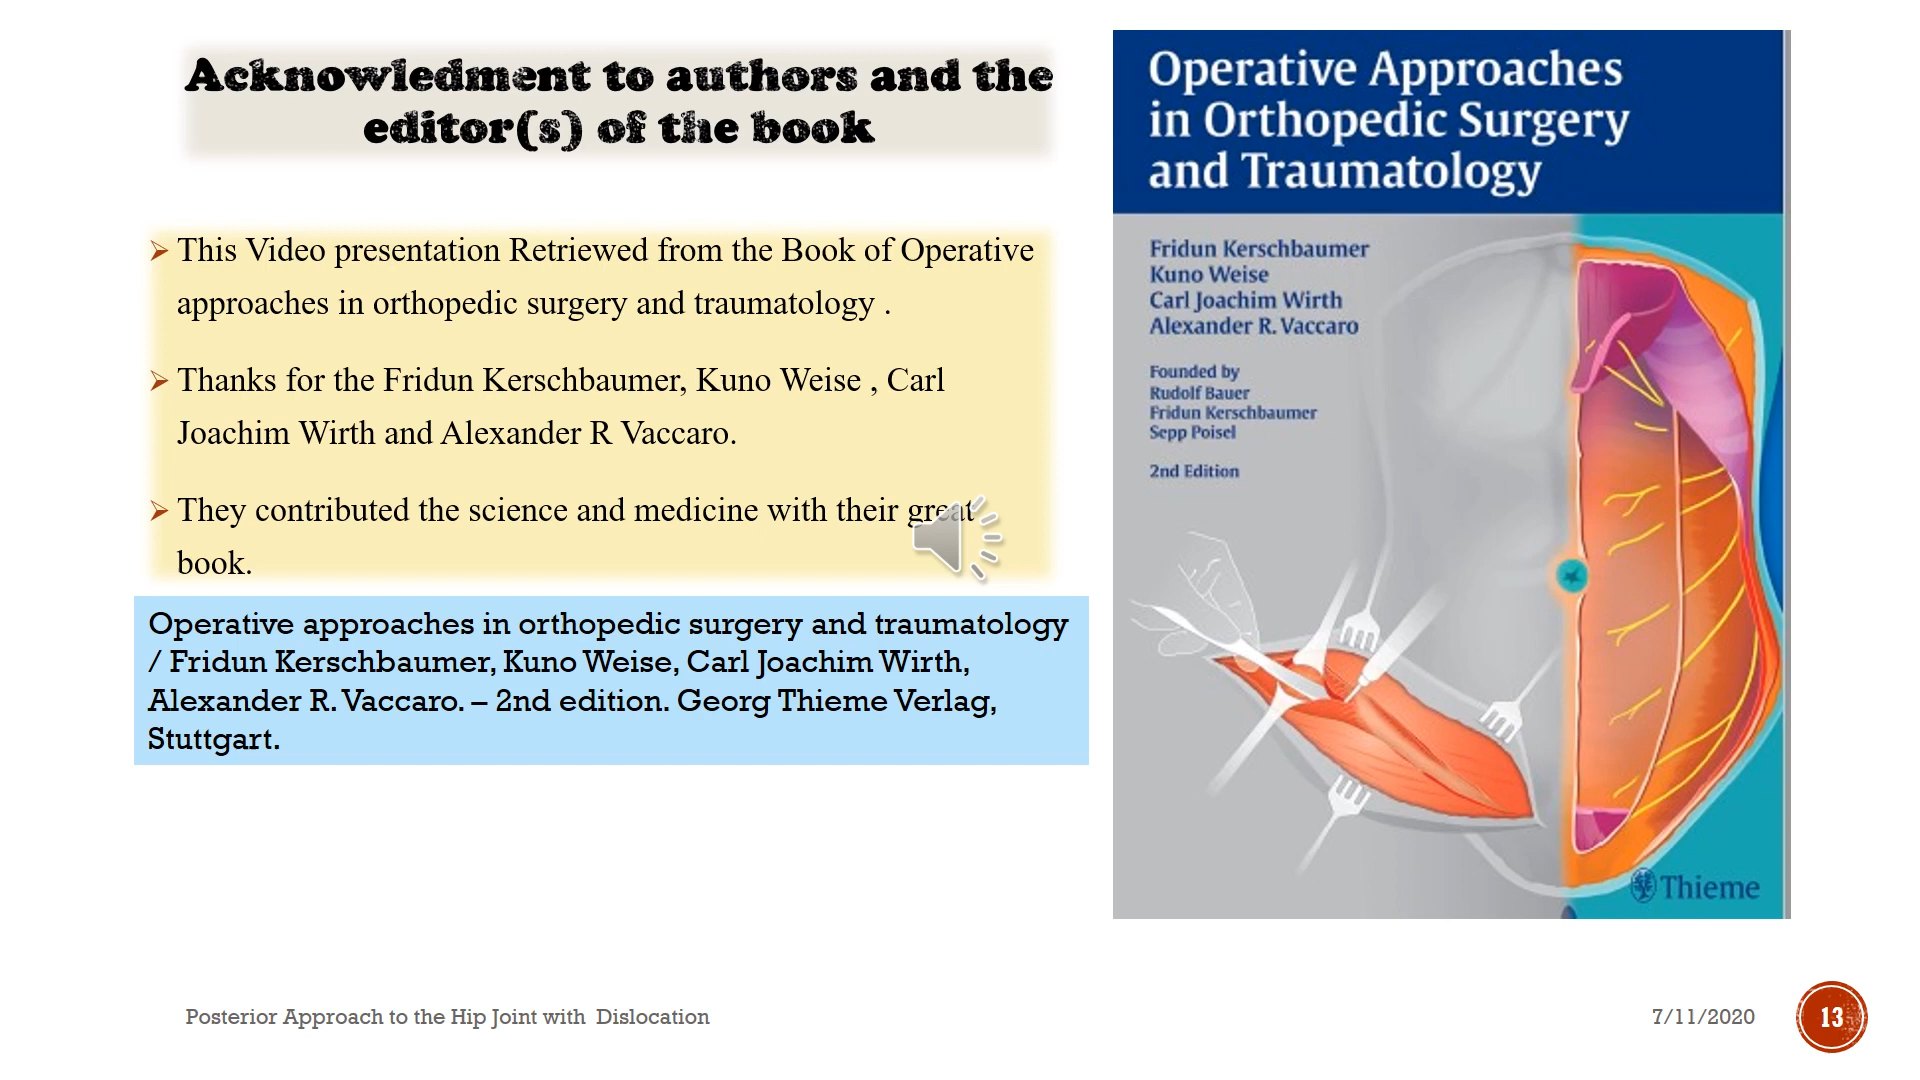 Acknowledment to authors and the
editor(s) of the book
This Video presentation Retriewed from the Book of Operative
approaches in orthopedic surgery and traumatology .
Thanks for the Fridun Kerschbaumer, Kuno Weise , Carl
Joachim Wirth and Alexander R Vaccaro.
They contributed the science and medicine with their great
book.
Operative approaches in orthopedic surgery and traumatology
/ Fridun Kerschbaumer, Kuno Weise, Carl Joachim Wirth,
Alexander R. Vaccaro. – 2nd edition. Georg Thieme Verlag,
Stuttgart.
Operative Approaches
in Orthopedic Surgery
and Traumatology
Fridun Kerschbaumer
Kuno Weise
Carl Joachim Wirth
Alexander R. Vaccaro
Founded by
Rudolf Bauer
Fridun Kerschbaumer
Sepp Poisel
2nd Edition
Thieme
Posterior Approach to the Hip Joint with Dislocation
7/11/2020
13